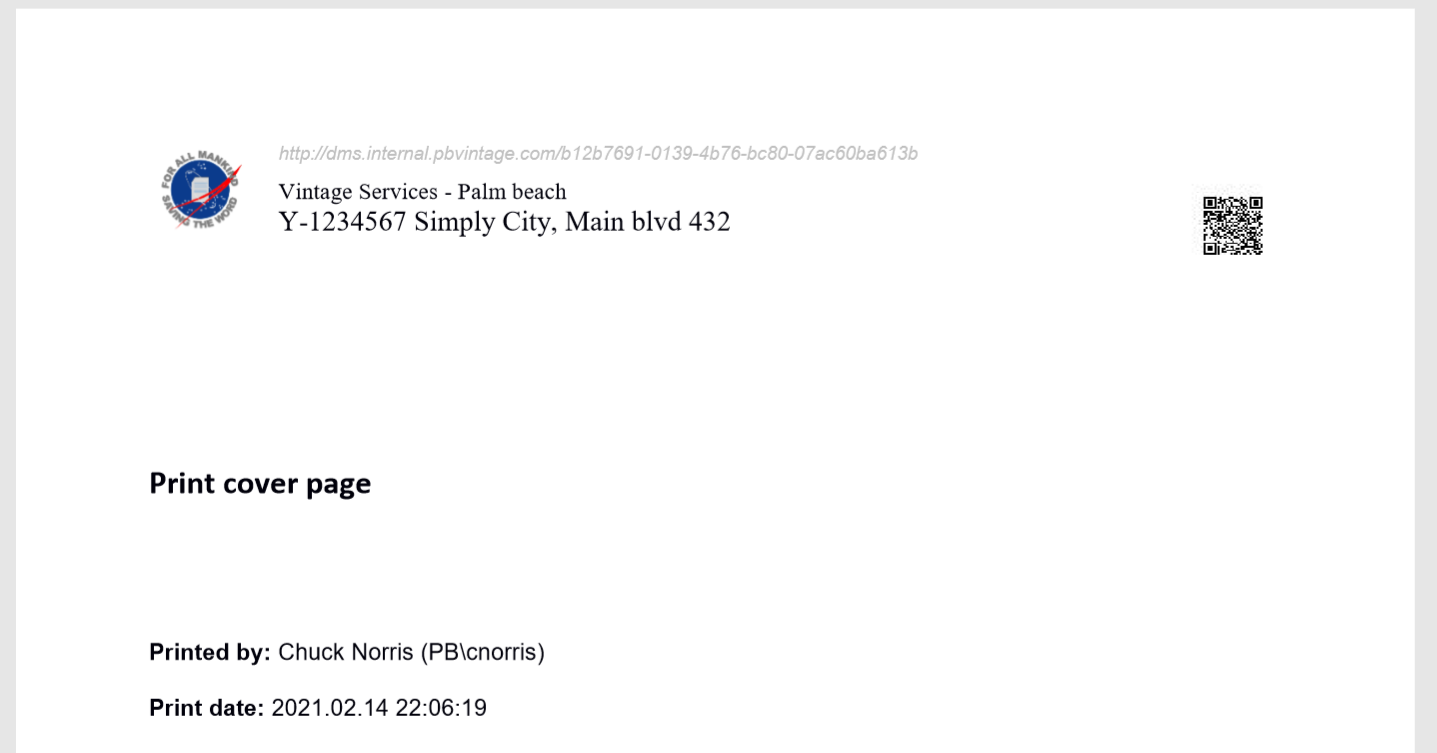 http://dms.internal.pbvintage.com/b12b7691-0139-4b76-bc80-07ac60ba613b
FOR ALL MANKIND
SAVING THE WORD
Vintage Services - Palm beach
Y-1234567 Simply City, Main blvd 432
Print cover page
Printed by: Chuck Norris (PB\cnorris)
Print date: 2021.02.14 22:06:19